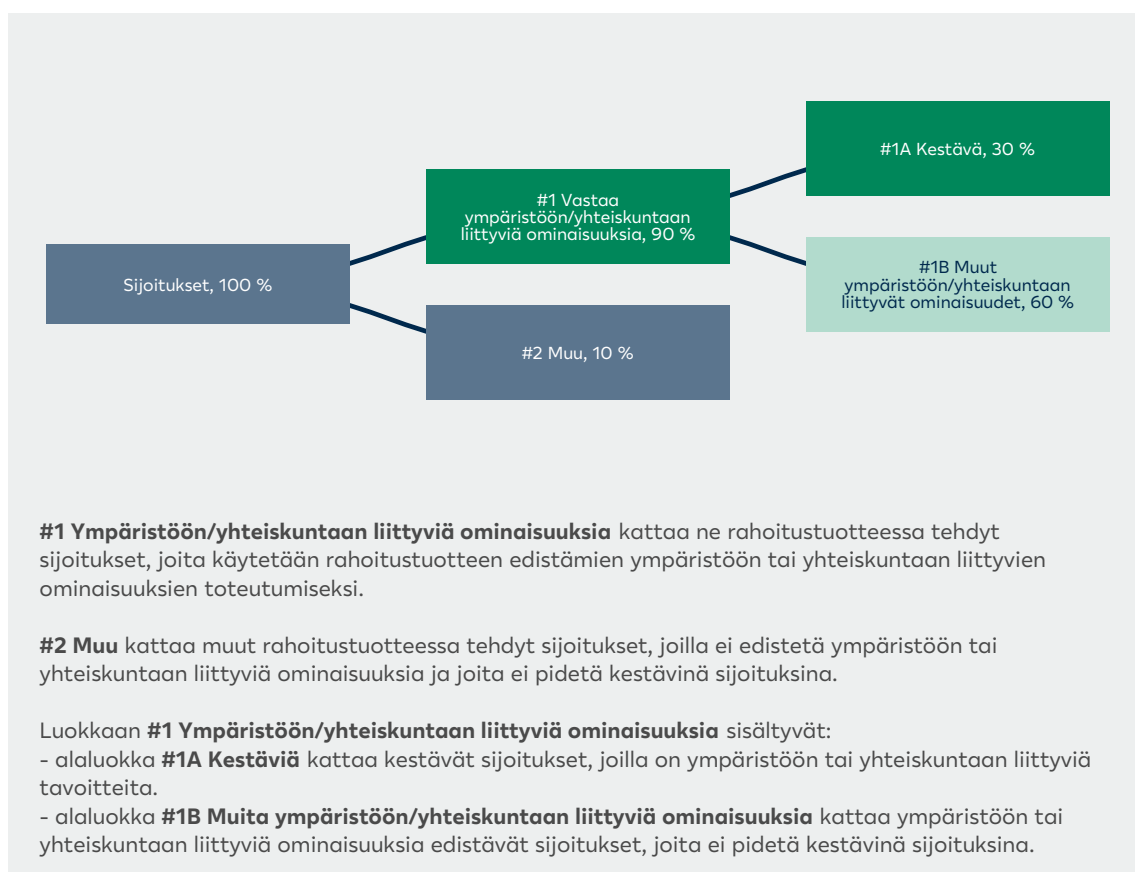 #1A Kestävä, 30 %
#1 Vastaa
ympäristöön/yhteiskuntaan
liittyviä ominaisuuksia, 90 %
Sijoitukset, 100 %
#1B Muut
ympäristöön/yhteiskuntaan
liittyvät ominaisuudet, 60 %
#2 Muu, 10 %
#1 Ympäristöön/yhteiskuntaan liittyviä ominaisuuksia kattaa ne rahoitustuotteessa tehdyt
sijoitukset, joita käytetään rahoitustuotteen edistämien ympäristöön tai yhteiskuntaan liittyvien
ominaisuuksien toteutumiseksi.
#2 Muu kattaa muut rahoitustuotteessa tehdyt sijoitukset, joilla ei edistetä ympäristöön tai
yhteiskuntaan liittyviä ominaisuuksia ja joita ei pidetä kestävinä sijoituksina.
Luokkaan #1 Ympäristöön/yhteiskuntaan liittyviä ominaisuuksia sisältyvät:
- alaluokka #1A Kestäviä kattaa kestävät sijoitukset, joilla on ympäristöön tai yhteiskuntaan liittyviä
tavoitteita.
- alaluokka #1B Muita ympäristöön/yhteiskuntaan liittyviä ominaisuuksia kattaa ympäristöön tai
yhteiskuntaan liittyviä ominaisuuksia edistävät sijoitukset, joita ei pidetä kestävinä sijoituksina.